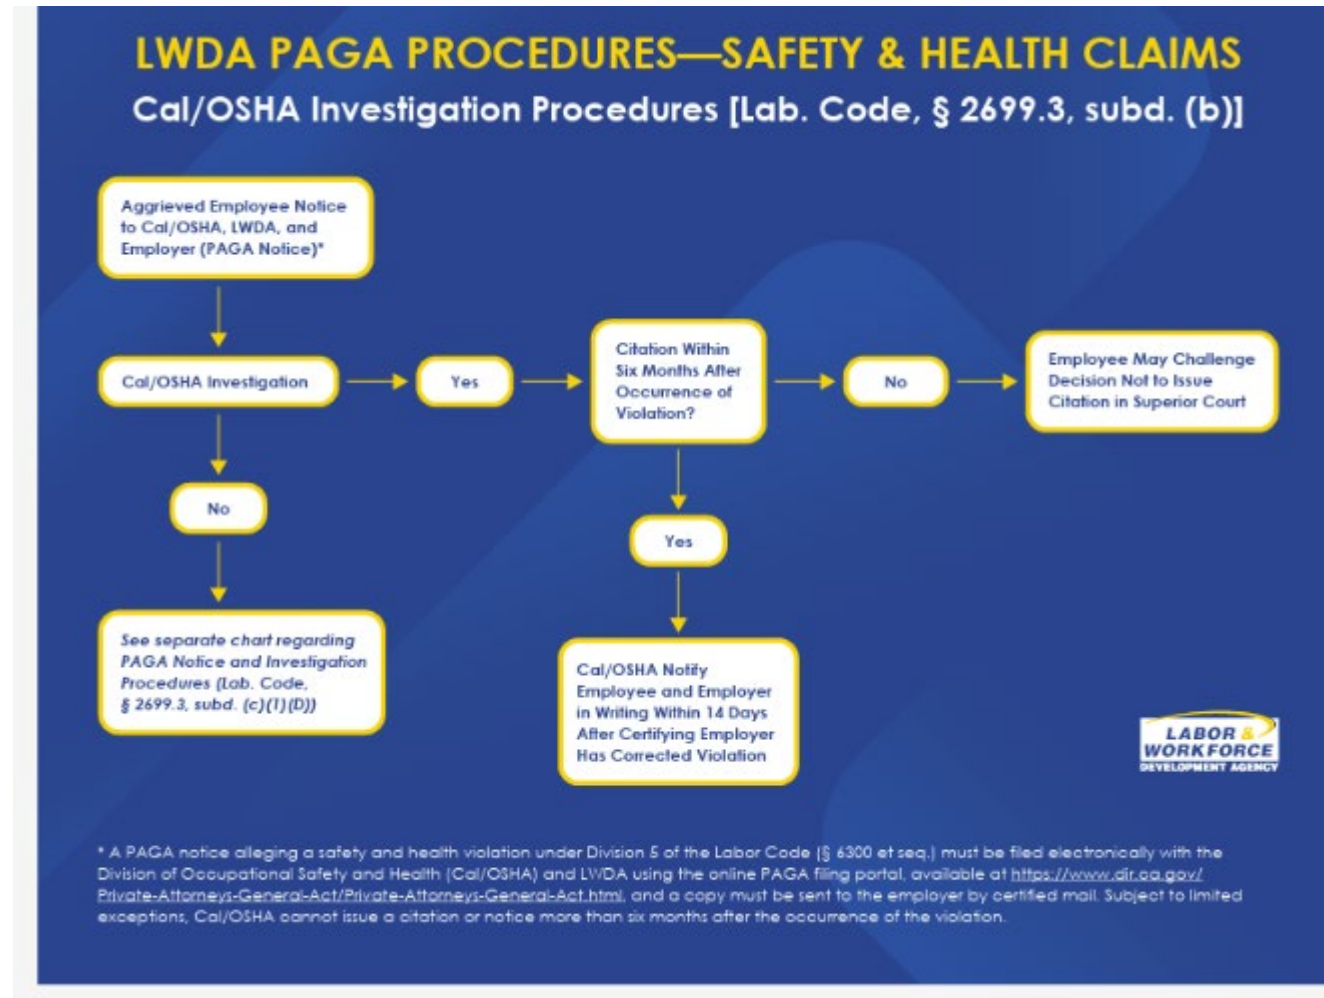 LWDA PAGA PROCEDURES—SAFETY & HEALTH CLAIMS
Cal/OSHA Investigation Procedures [Lab. Code, § 2699.3, subd. (b)]
Aggrieved Employee Notice
to Cal/OSHA, LWDA, and
Employer (PAGA Notice)*
Cal/OSHA Investigation
Yes
Citation Within
Six Months After
Occurrence of
Violation?
No
Employee May Challenge
Decision Not to Issue
Citation in Superior Court
No
Yes
See separate chart regarding
PAGA Notice and Investigation
Procedures (Lab. Code,
§ 2699.3, subd. (c)(1)(D))
Cal/OSHA Notify
Employee and Employer
in Writing Within 14 Days
After Certifying Employer
Has Corrected Violation
LABOR &
WORKFORCE
DEVELOPMENT AGENCY
* A PAGA notice alleging a safety and health violation under Division 5 of the Labor Code (§ 6300 et seq.) must be filed electronically with the
Division of Occupational Safety and Health (Cal/OSHA) and LWDA using the online PAGA filing portal, available at https://www.dir.ca.gov/
Private-Attorneys-General-Act/Private-Attorneys-General-Act.html, and a copy must be sent to the employer by certified mail. Subject to limited
exceptions, Cal/OSHA cannot issue a citation or notice more than six months after the occurrence of the violation.